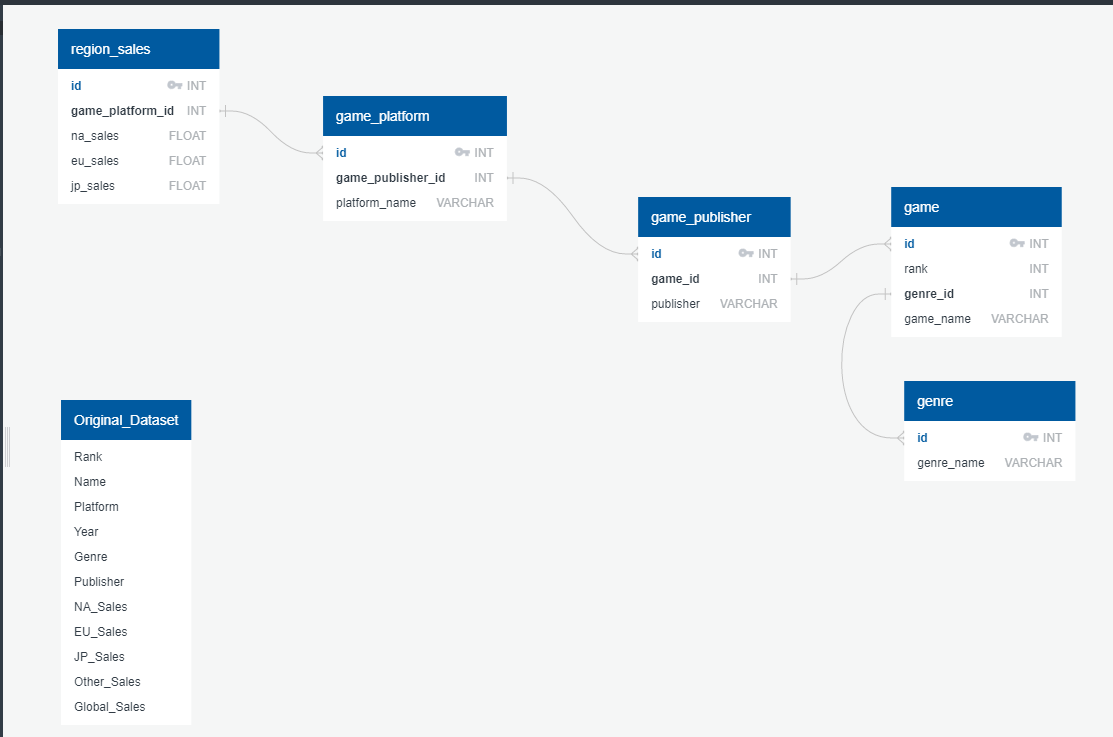 region_sales
id INT
game_platform_id INT
na_sales FLOAT
eu_sales FLOAT
jp_sales FLOAT
game_platform
id INT
game_publisher_id INT
platform_name VARCHAR
game_publisher
id INT
game_id INT
publisher VARCHAR
game
id INT
rank INT
genre_id INT
game_name VARCHAR
genre
id INT
genre_name VARCHAR
Original_Dataset
Rank
Name
Platform
Year
Genre
Publisher
NA_Sales
EU_Sales
JP_Sales
Other_Sales
Global_Sales